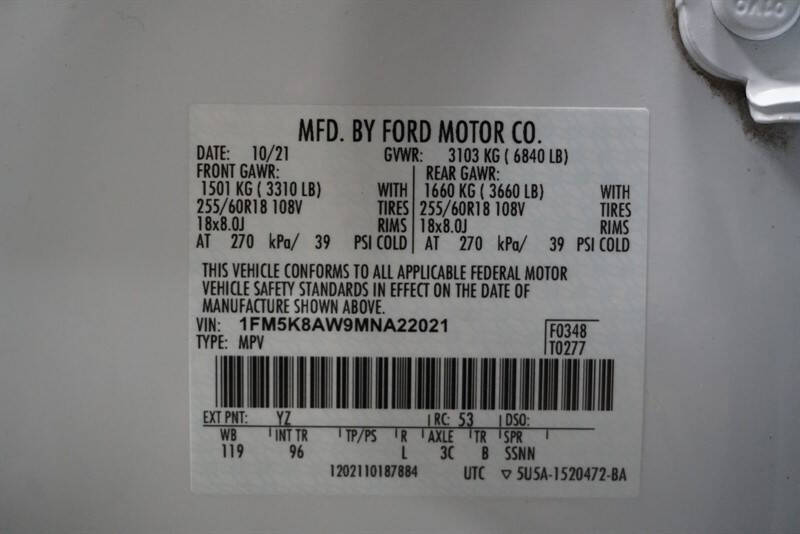 MFD. BY FORD MOTOR CO.
DATE: 10/21 GVWR: 3103 KG ( 6840 LB)
FRONT GAWR: REAR GAWR:
1501 KG ( 3310 LB) WITH 1660 KG ( 3660 LB) WITH
255/60R18 108V TIRES 255/60R18 108V TIRES
18x8.0J RIMS 18x8.0J RIMS
AT 270 kPa/ 39 PSI COLD AT 270 kPa/ 39 PSI COLD
THIS VEHICLE CONFORMS TO ALL APPLICABLE FEDERAL MOTOR
VEHICLE SAFETY STANDARDS IN EFFECT ON THE DATE OF
MANUFACTURE SHOWN ABOVE.
VIN: 1FM5K8AW9MNA22021 F0348
TYPE: MPV T0277
EXT PNT: YZ RC: 53 DSO:
WB INT TR TP/PS R AXLE TR SPR
119 96 L 3C B SSNN
1202110187884 UTC ▽ 5U5A-1520472-BA